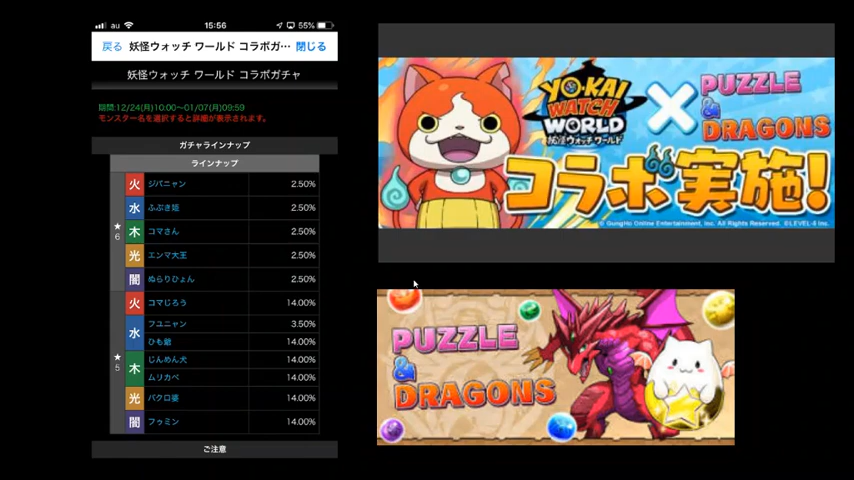 au 15:56 55%
戻る 妖怪ウォッチ ワールド コラボガ… 閉じる
妖怪ウォッチ ワールド コラボガチャ
期間 12/24(月)10:00〜01/07(月)09:59
モンスター名を選択すると詳細が表示されます。
ガチャラインナップ
ラインナップ
★6
火 ジバニャン 2.50%
水 ふぶき姫 2.50%
木 コマさん 2.50%
光 エンマ大王 2.50%
闇 ぬらりひょん 2.50%
★5
火 コマじろう 14.00%
水 フユニャン 3.50%
ひも爺 14.00%
木 じんめん犬 14.00%
ムリカベ 14.00%
光 バクロ婆 14.00%
闇 フゥミン 14.00%
ご注意
YO-KAI
WATCH
WORLD
妖怪ウォッチ ワールド
×
PUZZLE
&
DRAGONS
コラボ実施!
© GungHo Online Entertainment, Inc. All Rights Reserved. ©LEVEL-5 Inc.
PUZZLE
&
DRAGONS